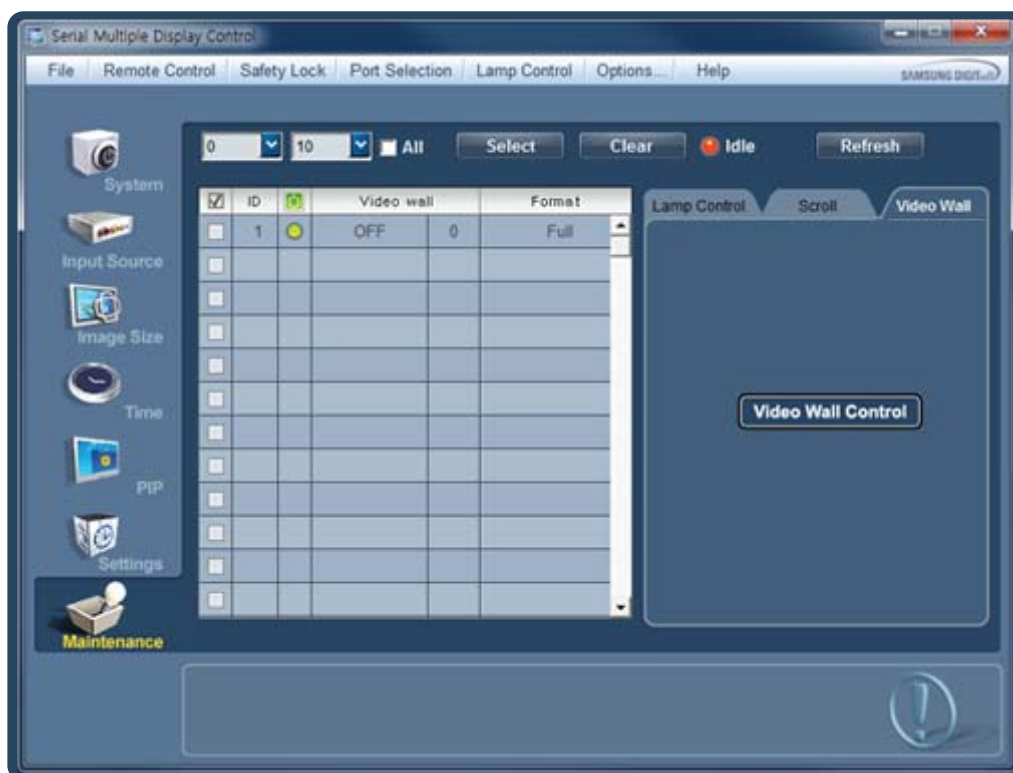 Serial Multiple Display Control
File Remote Control Safety Lock Port Selection Lamp Control Options... Help
0 10 All Select Clear Idle Refresh
System
Input Source
Image Size
Time
PIP
Settings
Maintenance
ID Video wall Format
1 OFF 0 Full
Lamp Control Scroll Video Wall
Video Wall Control